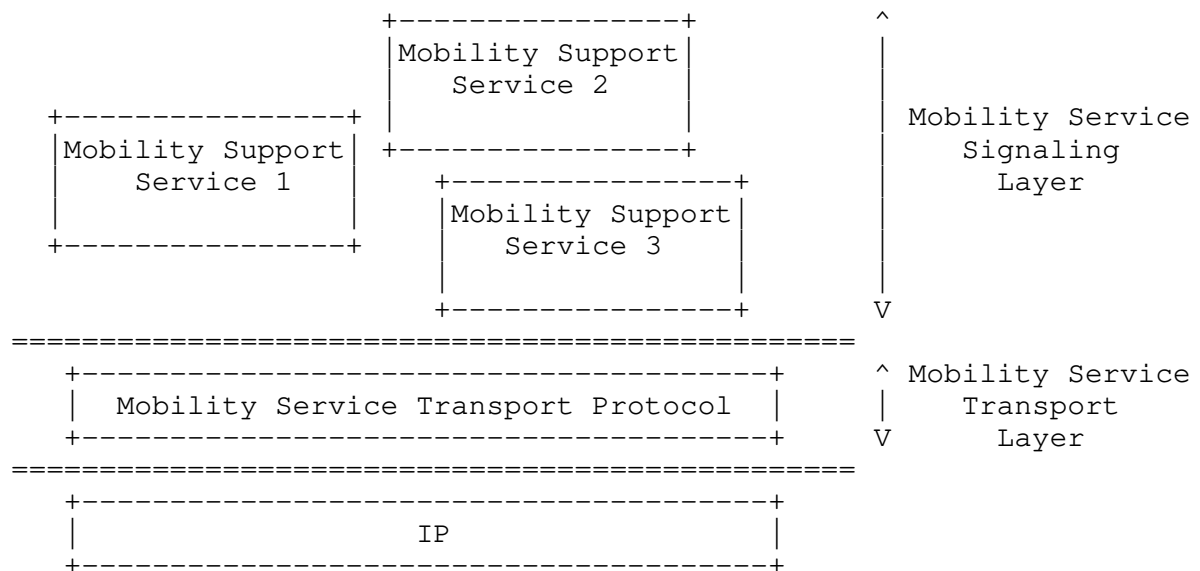 Mobility Support
Service 2
Mobility Support
Service 1
Mobility Support
Service 3
Mobility Service
Signaling
Layer
Mobility Service Transport Protocol
Mobility Service
Transport
Layer
IP